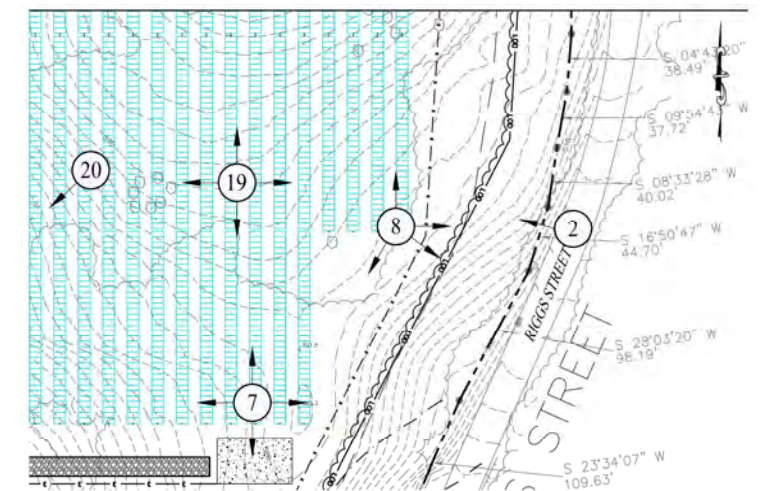 S 04°43'20"
38.49'
S 09°54'43" W
37.72'
20
19
S 08°33'28" W
40.02'
8
2
S 16°50'47" W
44.70'
RIGGS STREET
S 28°03'20" W
98.19'
7
STREET
S 23°34'07" W
109.63'